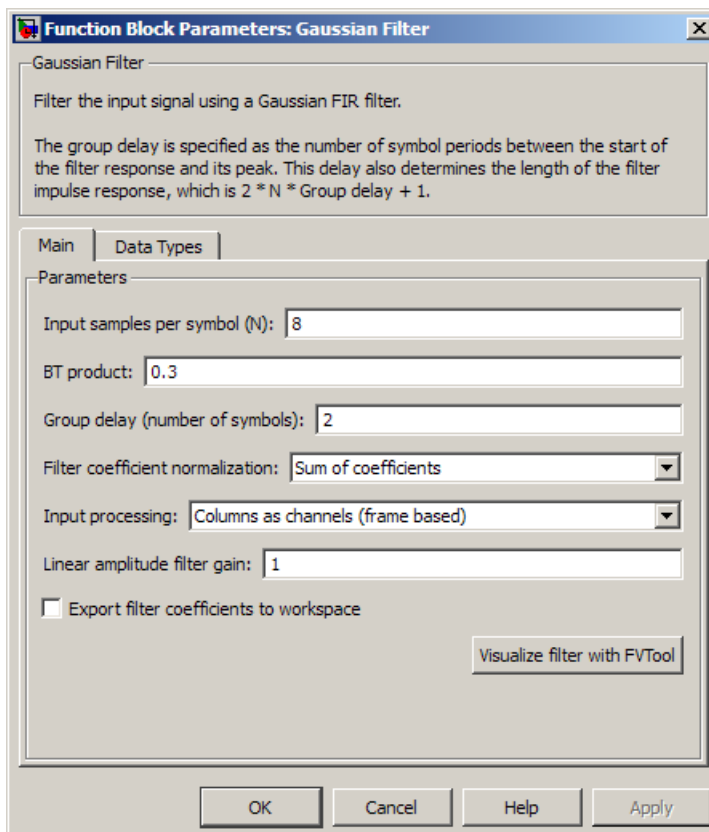 Function Block Parameters: Gaussian Filter
Gaussian Filter
Filter the input signal using a Gaussian FIR filter.
The group delay is specified as the number of symbol periods between the start of
the filter response and its peak. This delay also determines the length of the filter
impulse response, which is 2 * N * Group delay + 1.
Main Data Types
Parameters
Input samples per symbol (N): 8
BT product: 0.3
Group delay (number of symbols): 2
Filter coefficient normalization: Sum of coefficients
Input processing: Columns as channels (frame based)
Linear amplitude filter gain: 1
Export filter coefficients to workspace
Visualize filter with FVTool
OK Cancel Help Apply